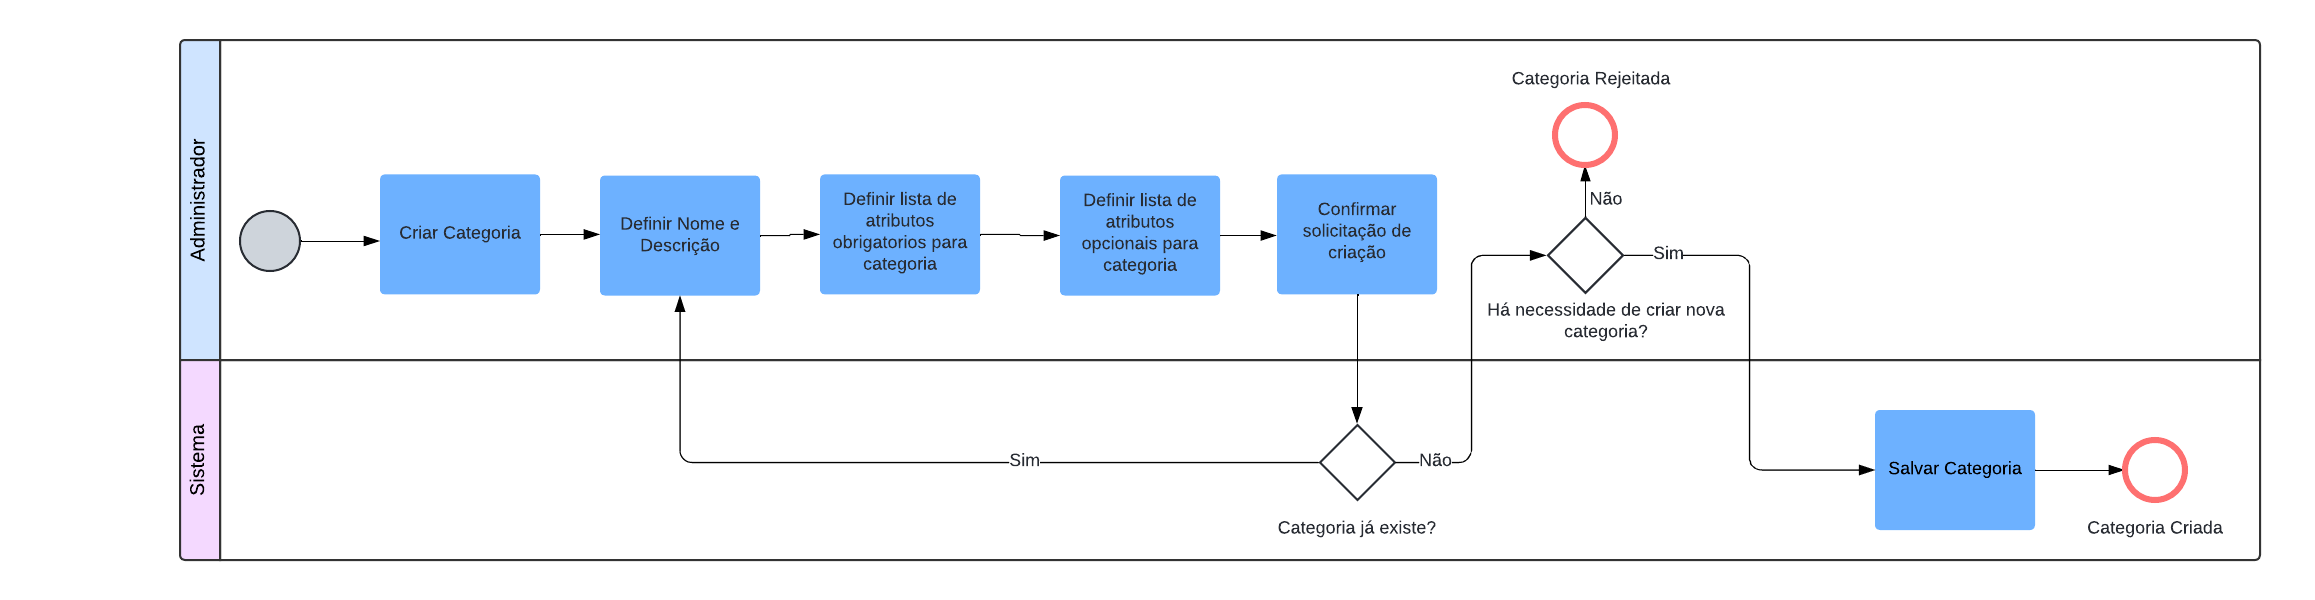 Administrador
Criar Categoria
Definir Nome e
Descrição
Definir lista de
atributos
obrigatorios para
categoria
Definir lista de
atributos
opcionais para
categoria
Confirmar
solicitação de
criação
Categoria Rejeitada
Não
Sim
Há necessidade de criar nova
categoria?
Sistema
Sim
Não
Categoria já existe?
Salvar Categoria
Categoria Criada